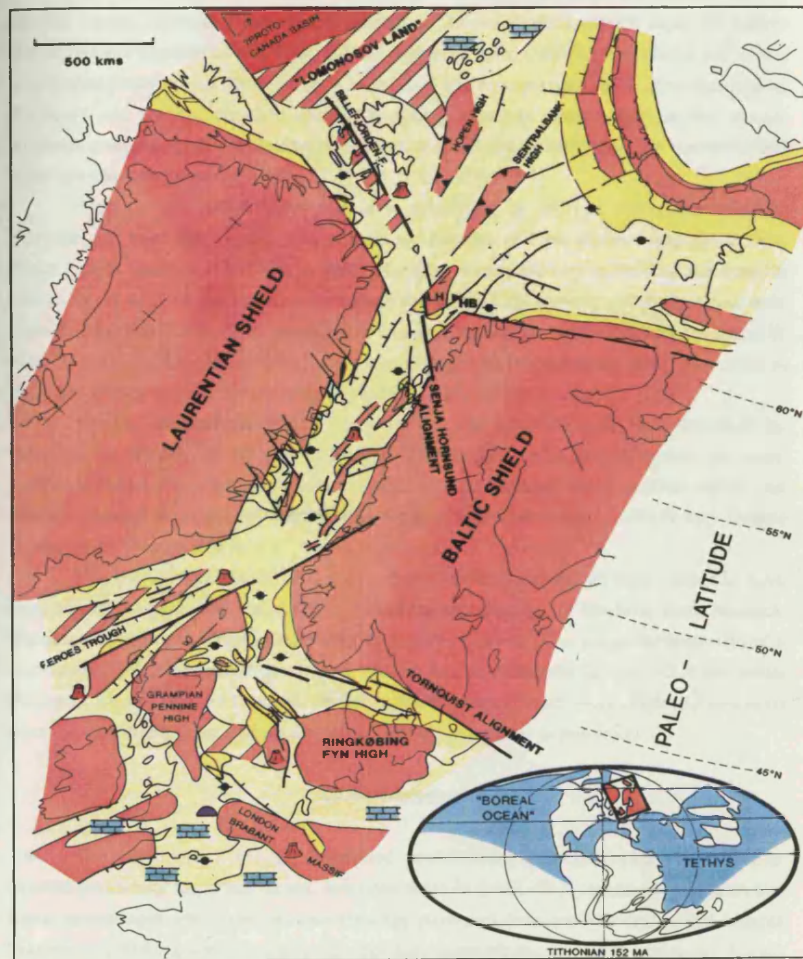 ?PROTO-
CANADA BASIN
500 kms
"LOMONOSOV LAND"
BILLEFJORDEN F.
HOPEN HIGH
SENTRALBANK
HIGH
LH
HB
LAURENTIAN SHIELD
SENJA HORNSUND
ALIGNMENT
BALTIC SHIELD
60°N
55°N
50°N
45°N
PALEO - LATITUDE
F.EROES TROUGH
GRAMPIAN
PENNINE
HIGH
TORNQUIST ALIGNMENT
RINGKØBING
FYN HIGH
LONDON
BRABANT
MASSIF
"BOREAL
OCEAN"
TETHYS
TITHONIAN 152 MA